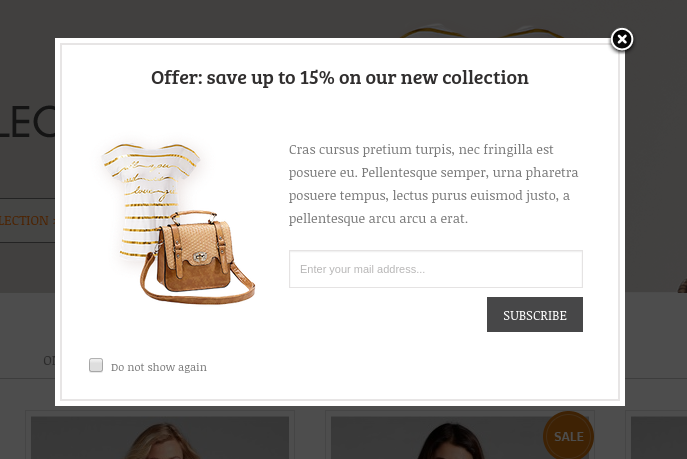 Offer: save up to 15% on our new collection
Cras cursus pretium turpis, nec fringilla est
posuere eu. Pellentesque semper, urna pharetra
posuere tempus, lectus purus euismod justo, a
pellentesque arcu arcu a erat.
Enter your mail address...
SUBSCRIBE
Do not show again
LEC
LECTION
SALE